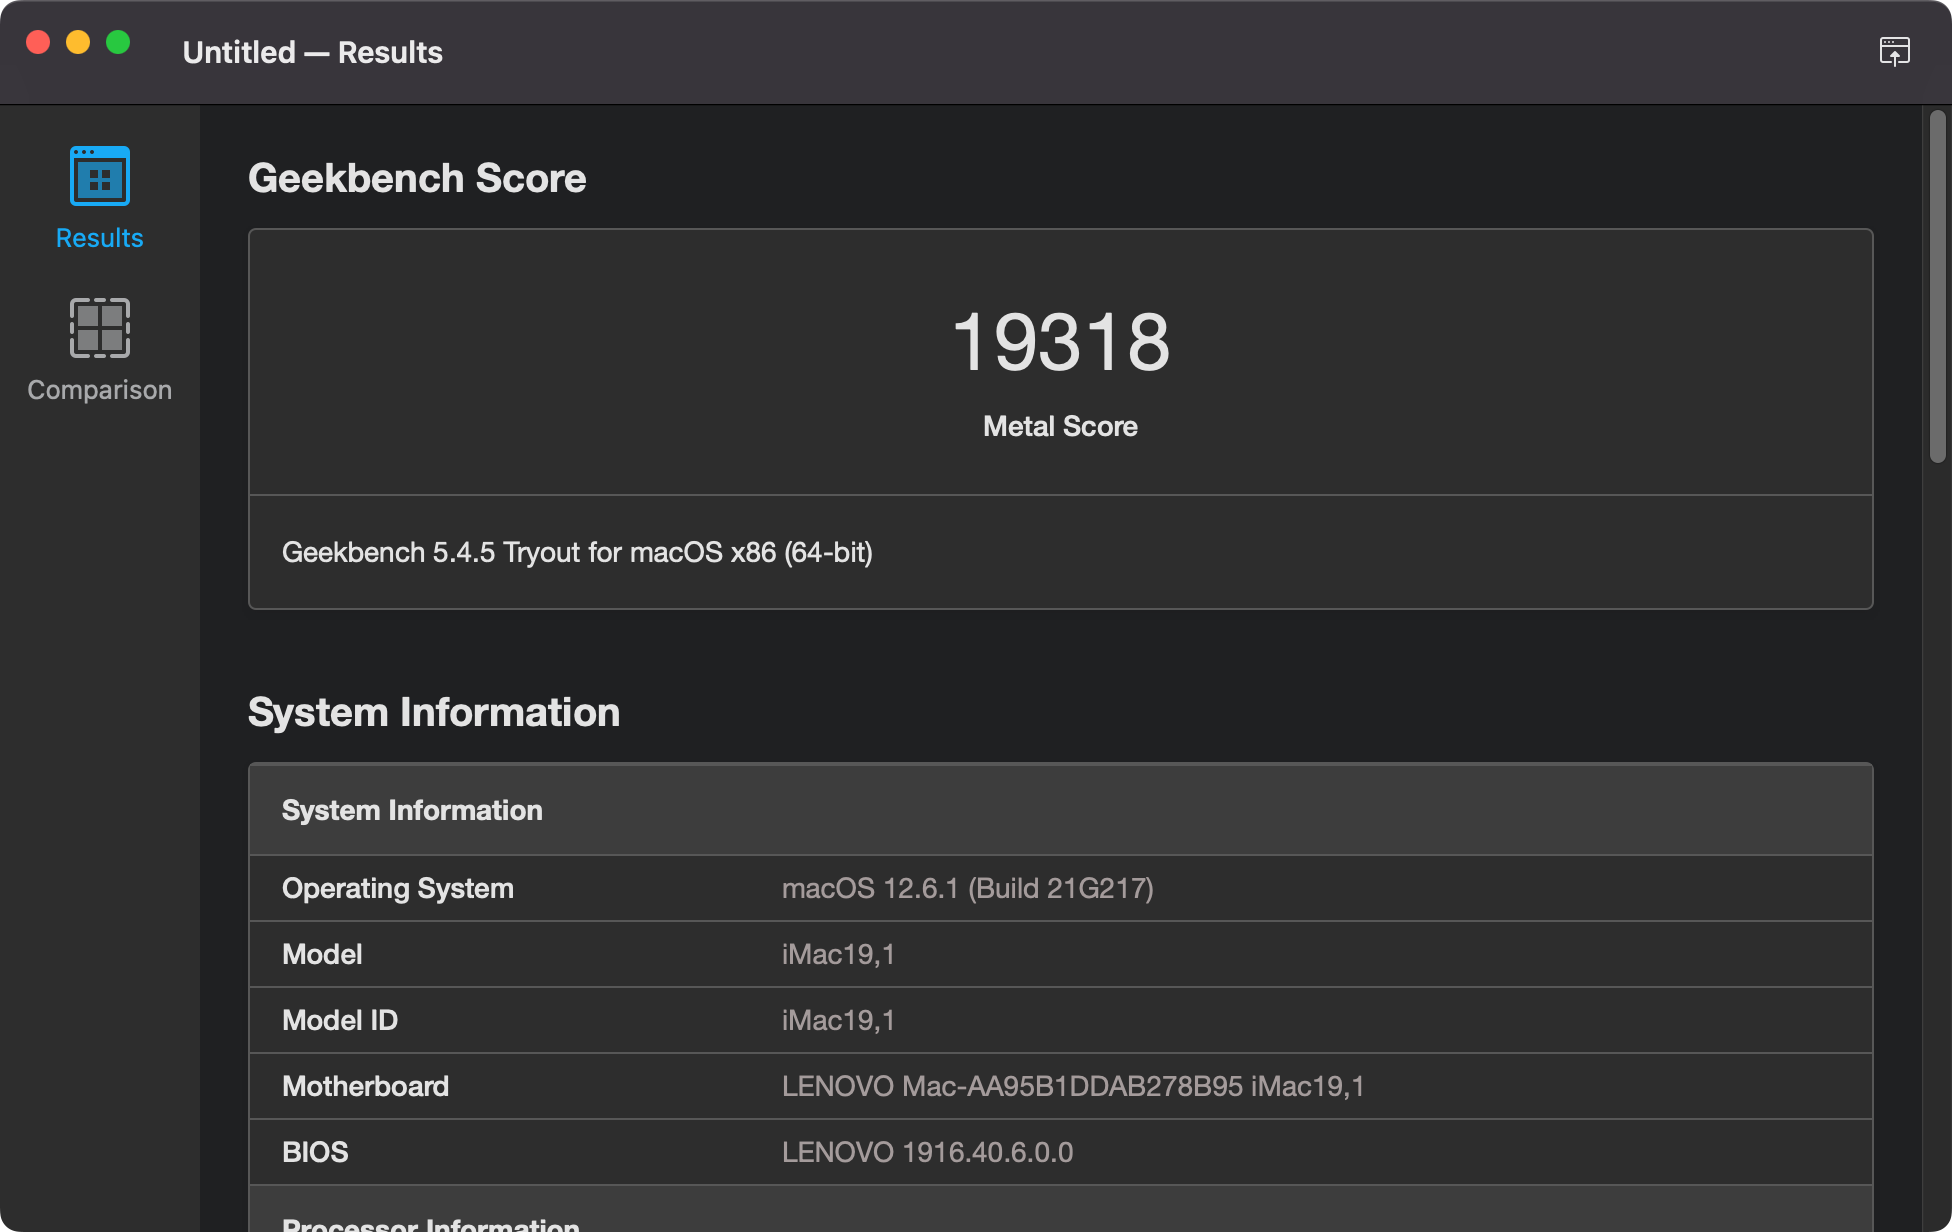 Untitled — Results
Results
Comparison
Geekbench Score
19318
Metal Score
Geekbench 5.4.5 Tryout for macOS x86 (64-bit)
System Information
System Information
Operating System macOS 12.6.1 (Build 21G217)
Model iMac19,1
Model ID iMac19,1
Motherboard LENOVO Mac-AA95B1DDAB278B95 iMac19,1
BIOS LENOVO 1916.40.6.0.0
Processor Information